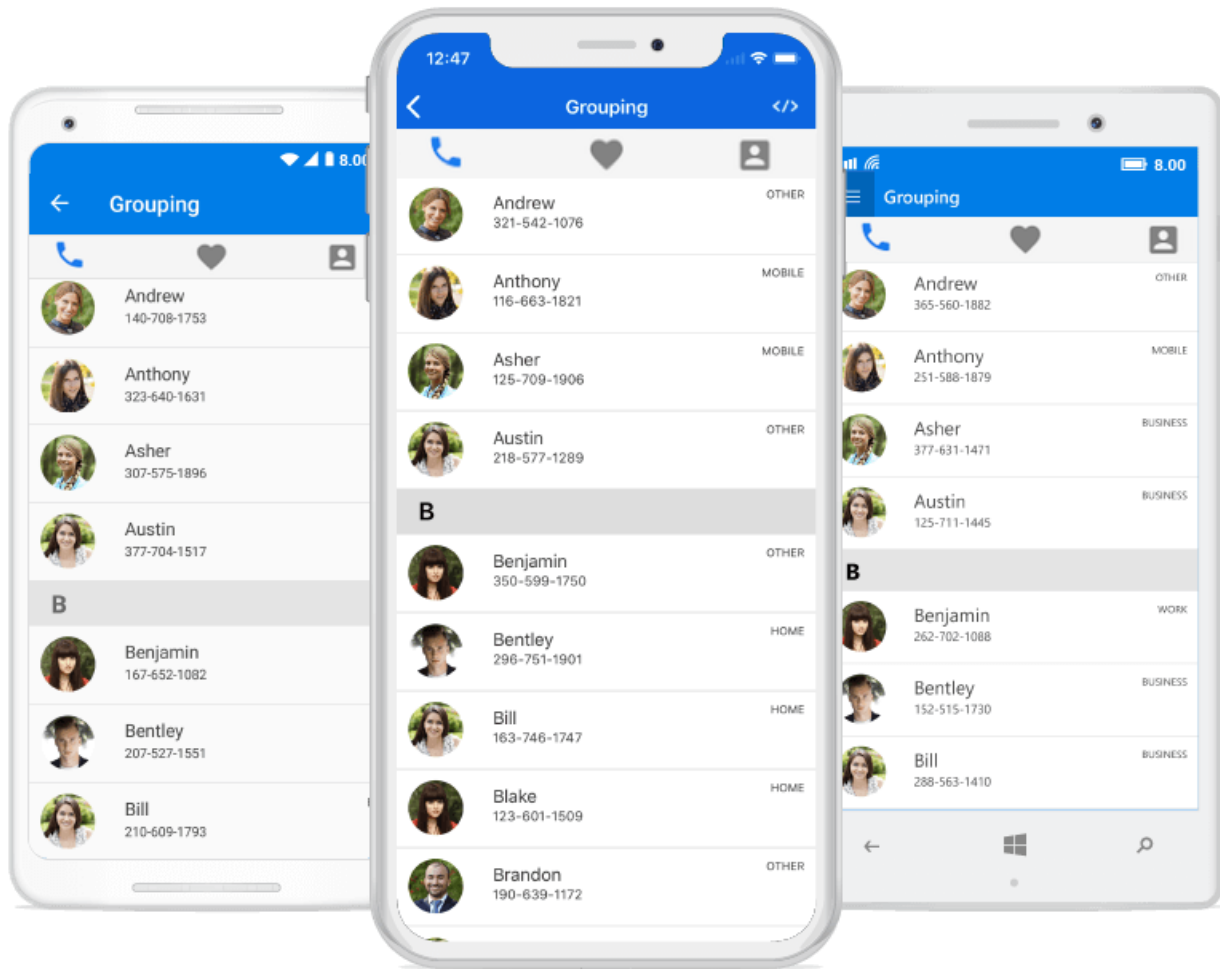 8.00
Grouping
Andrew
140-708-1753
Anthony
323-640-1631
Asher
307-575-1896
Austin
377-704-1517
B
Benjamin
167-652-1082
Bentley
207-527-1551
Bill
210-609-1793
12:47
Grouping
</>
Andrew
OTHER
321-542-1076
Anthony
MOBILE
116-663-1821
Asher
MOBILE
125-709-1906
Austin
OTHER
218-577-1289
B
Benjamin
OTHER
350-599-1750
Bentley
HOME
296-751-1901
Bill
HOME
163-746-1747
Blake
HOME
123-601-1509
Brandon
OTHER
190-639-1172
8.00
Grouping
Andrew
OTHER
365-560-1882
Anthony
MOBILE
251-588-1879
Asher
BUSINESS
377-631-1471
Austin
BUSINESS
125-711-1445
B
Benjamin
WORK
262-702-1088
Bentley
BUSINESS
152-515-1730
Bill
BUSINESS
288-563-1410